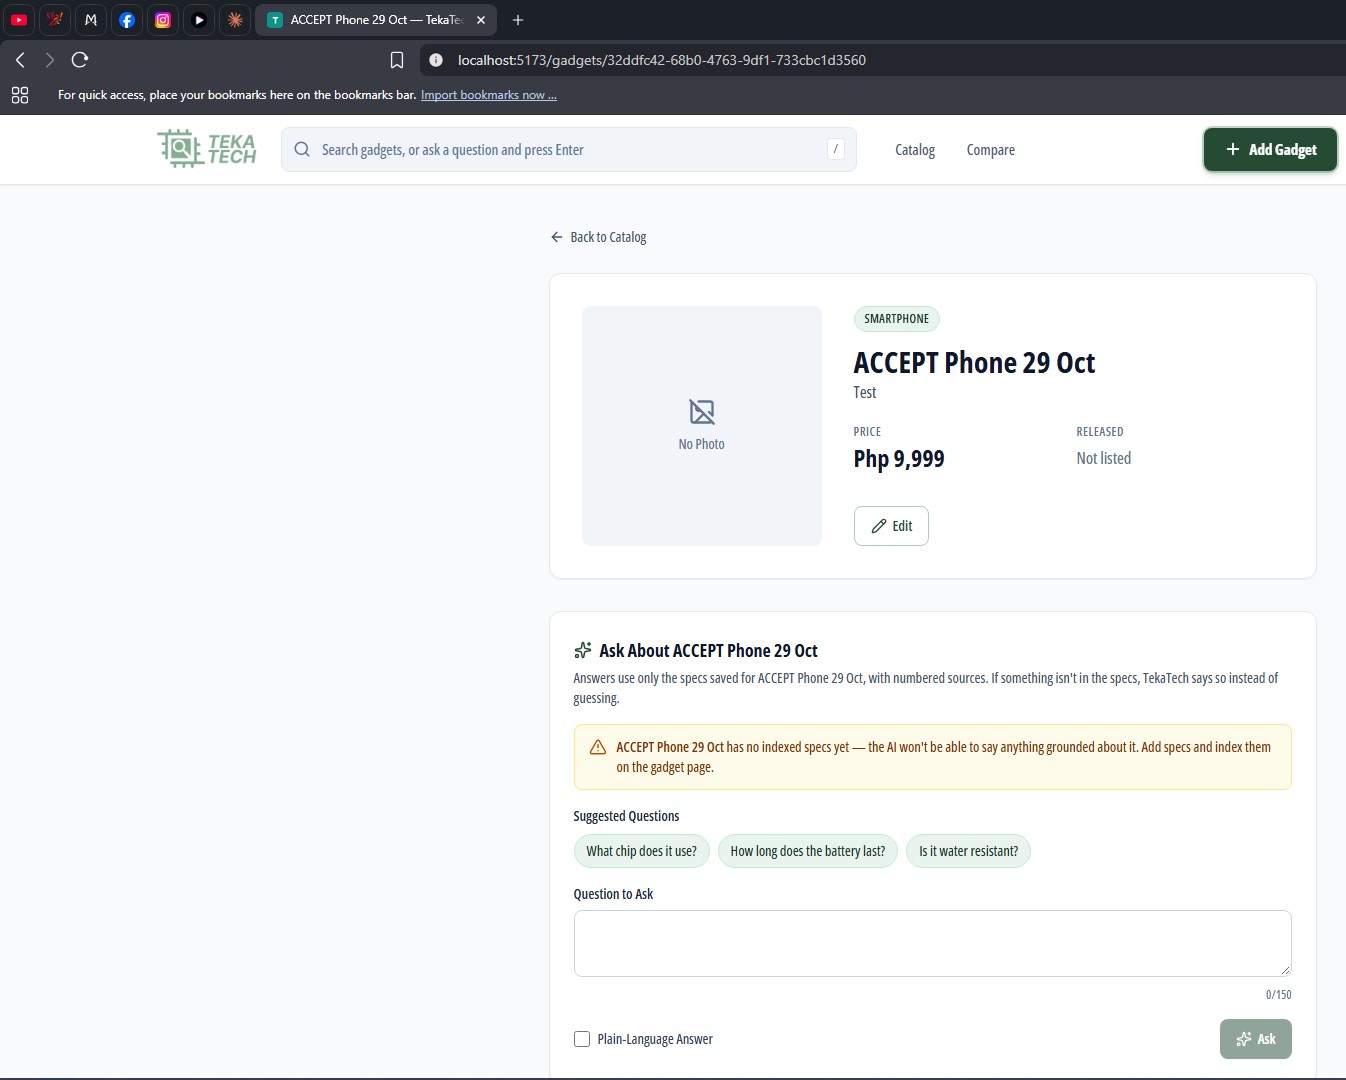 ACCEPT Phone 29 Oct — TekaTe
localhost:5173/gadgets/32ddfc42-68b0-4763-9df1-733cbc1d3560
For quick access, place your bookmarks here on the bookmarks bar. Import bookmarks now ...
TEKA
TECH
Search gadgets, or ask a question and press Enter
/
Catalog
Compare
Add Gadget
Back to Catalog
No Photo
SMARTPHONE
ACCEPT Phone 29 Oct
Test
PRICE
RELEASED
Php 9,999
Not listed
Edit
Ask About ACCEPT Phone 29 Oct
Answers use only the specs saved for ACCEPT Phone 29 Oct, with numbered sources. If something isn't in the specs, TekaTech says so instead of
guessing.
ACCEPT Phone 29 Oct has no indexed specs yet — the AI won't be able to say anything grounded about it. Add specs and index them
on the gadget page.
Suggested Questions
What chip does it use?
How long does the battery last?
Is it water resistant?
Question to Ask
0/150
Plain-Language Answer
Ask